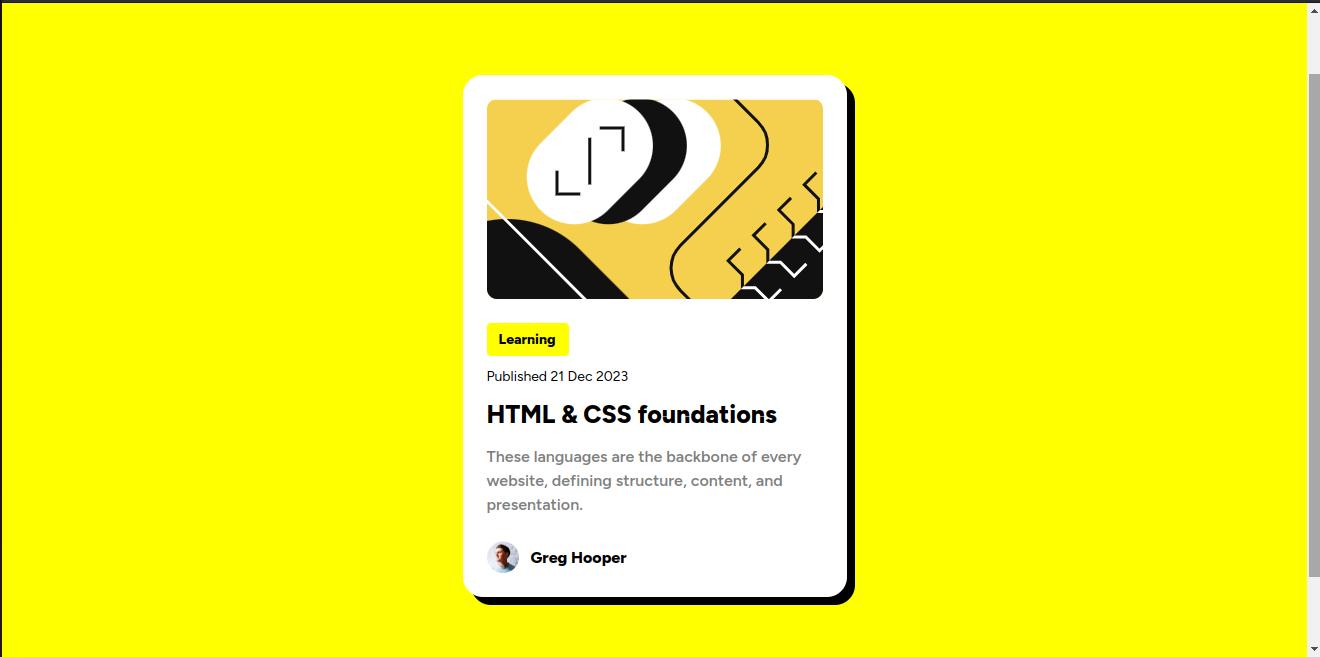 Learning
Published 21 Dec 2023
HTML & CSS foundations
These languages are the backbone of every
website, defining structure, content, and
presentation.
Greg Hooper